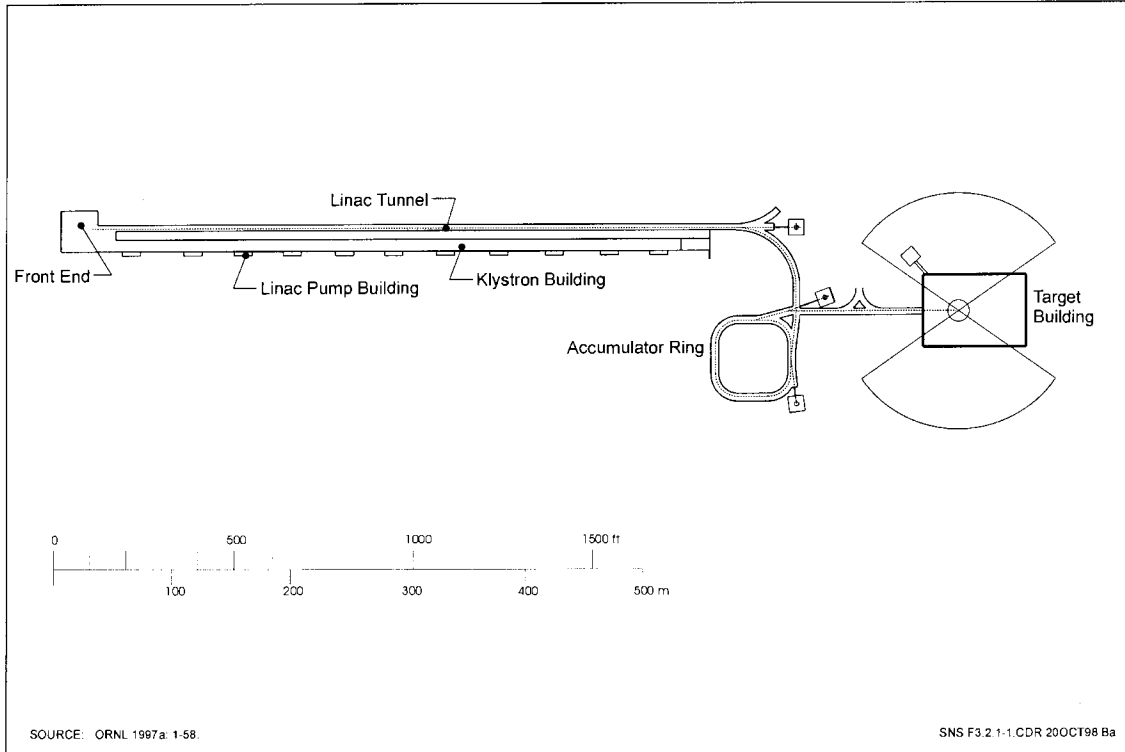 Linac Tunnel
Front End
Linac Pump Building
Klystron Building
Accumulator Ring
Target
Building
0 500 1000 1500 ft
100 200 300 400 500 m
SOURCE: ORNL 1997a: 1-58.
SNS F3.2.1-1.CDR 20OCT98 Ba